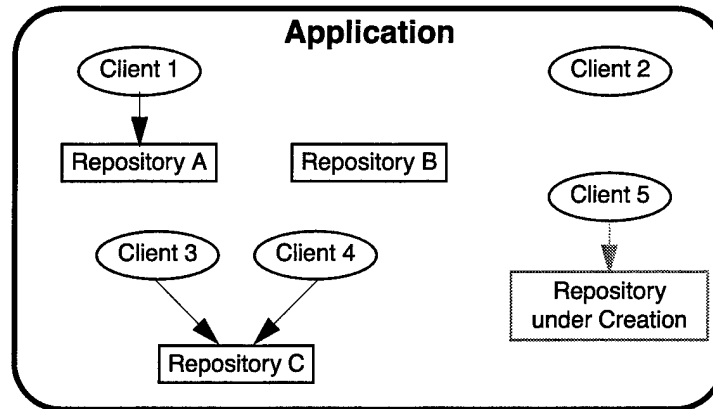 Application
Client 1
Client 2
Repository A
Repository B
Client 5
Client 3
Client 4
Repository
under Creation
Repository C